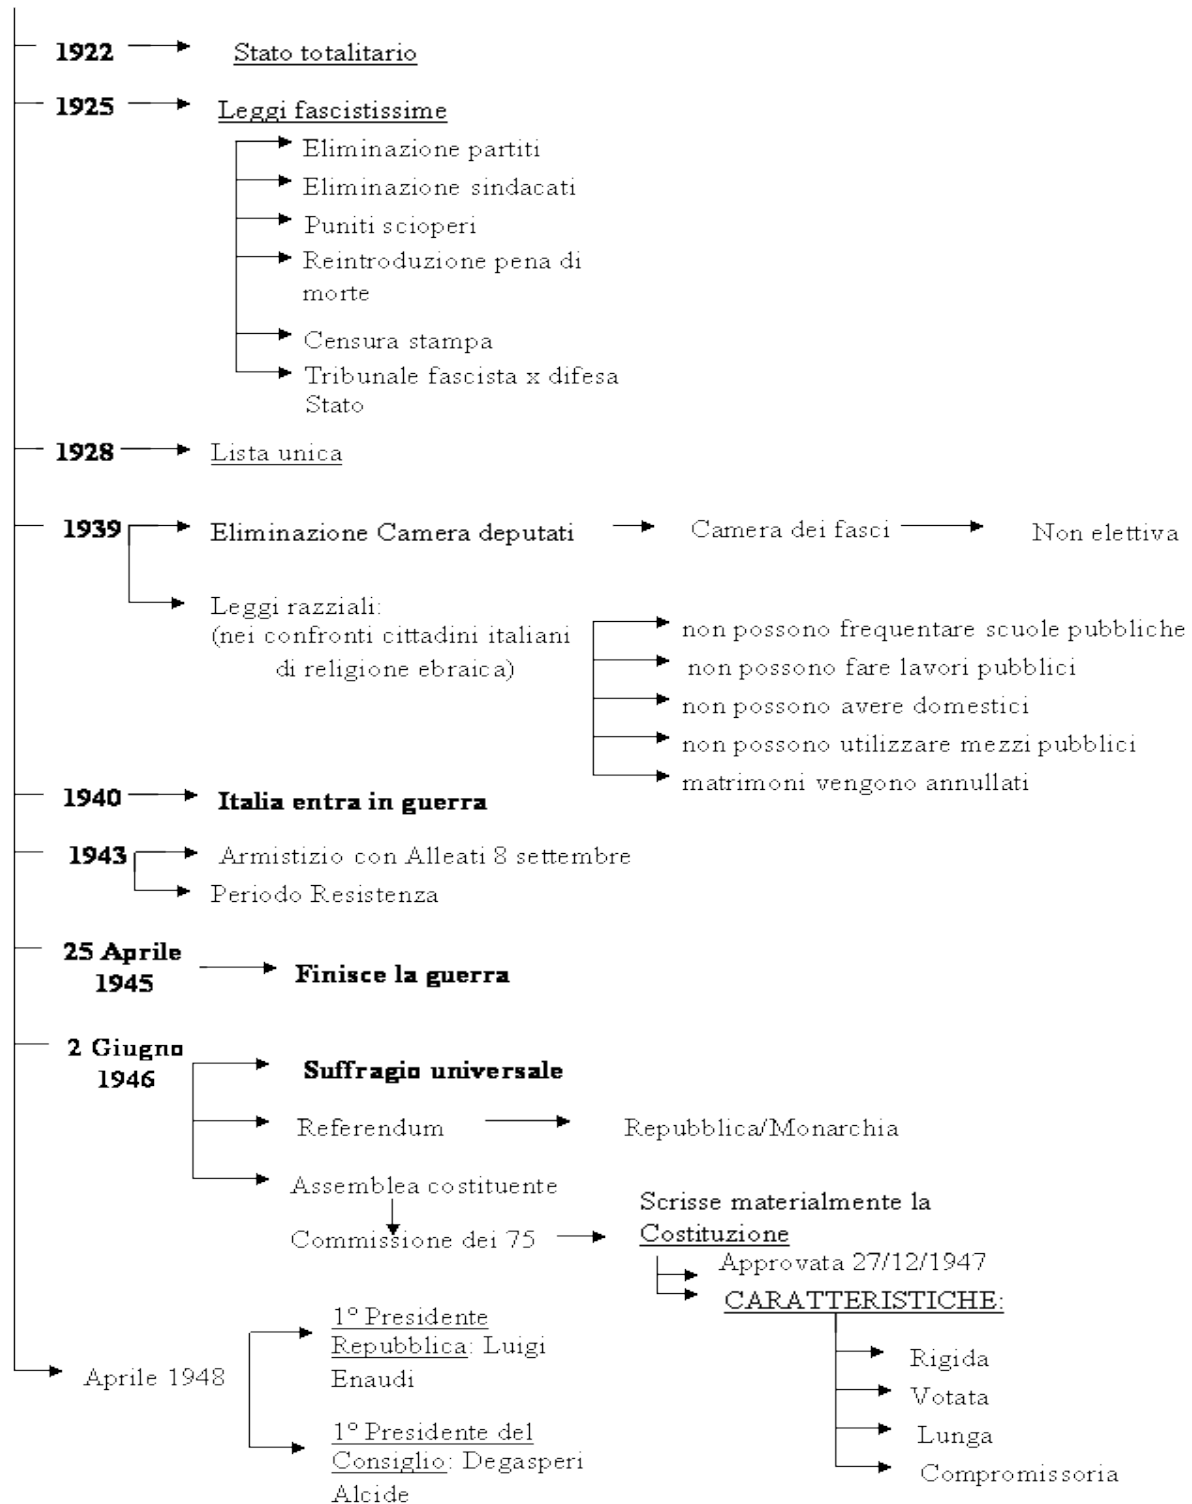 1922
Stato totalitario
1925
Leggi fascistissime
Eliminazione partiti
Eliminazione sindacati
Puniti scioperi
Reintroduzione pena di
morte
Censura stampa
Tribunale fascista x difesa
Stato
1928
Lista unica
1939
Eliminazione Camera deputati
Camera dei fasci
Non elettiva
Leggi razziali:
(nei confronti cittadini italiani
di religione ebraica)
non possono frequentare scuole pubbliche
non possono fare lavori pubblici
non possono avere domestici
non possono utilizzare mezzi pubblici
matrimoni vengono annullati
1940
Italia entra in guerra
1943
Armistizio con Alleati 8 settembre
Periodo Resistenza
25 Aprile
1945
Finisce la guerra
2 Giugno
1946
Suffragio universale
Referendum
Repubblica/Monarchia
Assemblea costituente
Commissione dei 75
Scrisse materialmente la
Costituzione
Approvata 27/12/1947
CARATTERISTICHE:
Rigida
Votata
Lunga
Compromissoria
Aprile 1948
1° Presidente
Repubblica: Luigi
Enaudi
1° Presidente del
Consiglio: Degasperi
Alcide